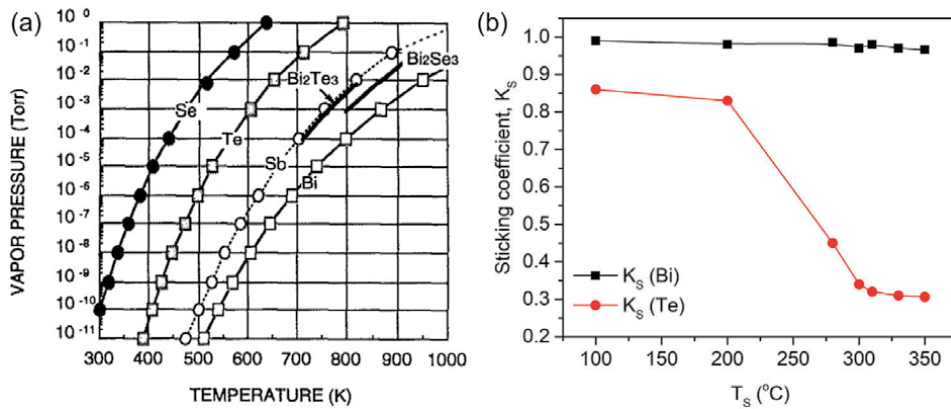 (a)
VAPOR PRESSURE (Torr)
10⁰
10⁻¹
10⁻²
10⁻³
10⁻⁴
10⁻⁵
10⁻⁶
10⁻⁷
10⁻⁸
10⁻⁹
10⁻¹⁰
10⁻¹¹
Se
Te
Bi₂Te₃
Bi₂Se₃
Sb
Bi
300 400 500 600 700 800 900 1000
TEMPERATURE (K)
(b)
Sticking coefficient, Kₛ
1.0
0.9
0.8
0.7
0.6
0.5
0.4
0.3
0.2
Kₛ (Bi)
Kₛ (Te)
100 150 200 250 300 350
Tₛ (°C)